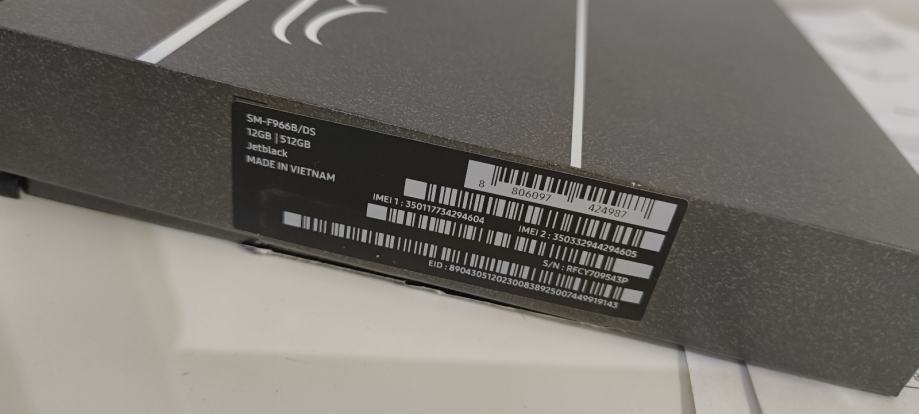 SM-F966B/DS
12GB | 512GB
Jetblack
MADE IN VIETNAM
8 806097 424987
IMEI 1 : 350117734294604
IMEI 2 : 350332944294605
S/N : RFCY709543P
EID : 89043051202300838925007449919143